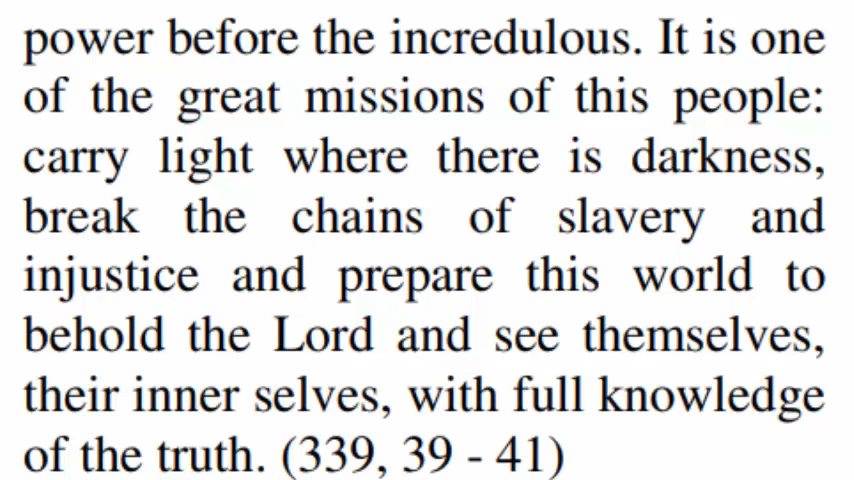 power before the incredulous. It is one
of the great missions of this people:
carry light where there is darkness,
break the chains of slavery and
injustice and prepare this world to
behold the Lord and see themselves,
their inner selves, with full knowledge
of the truth. (339, 39 - 41)